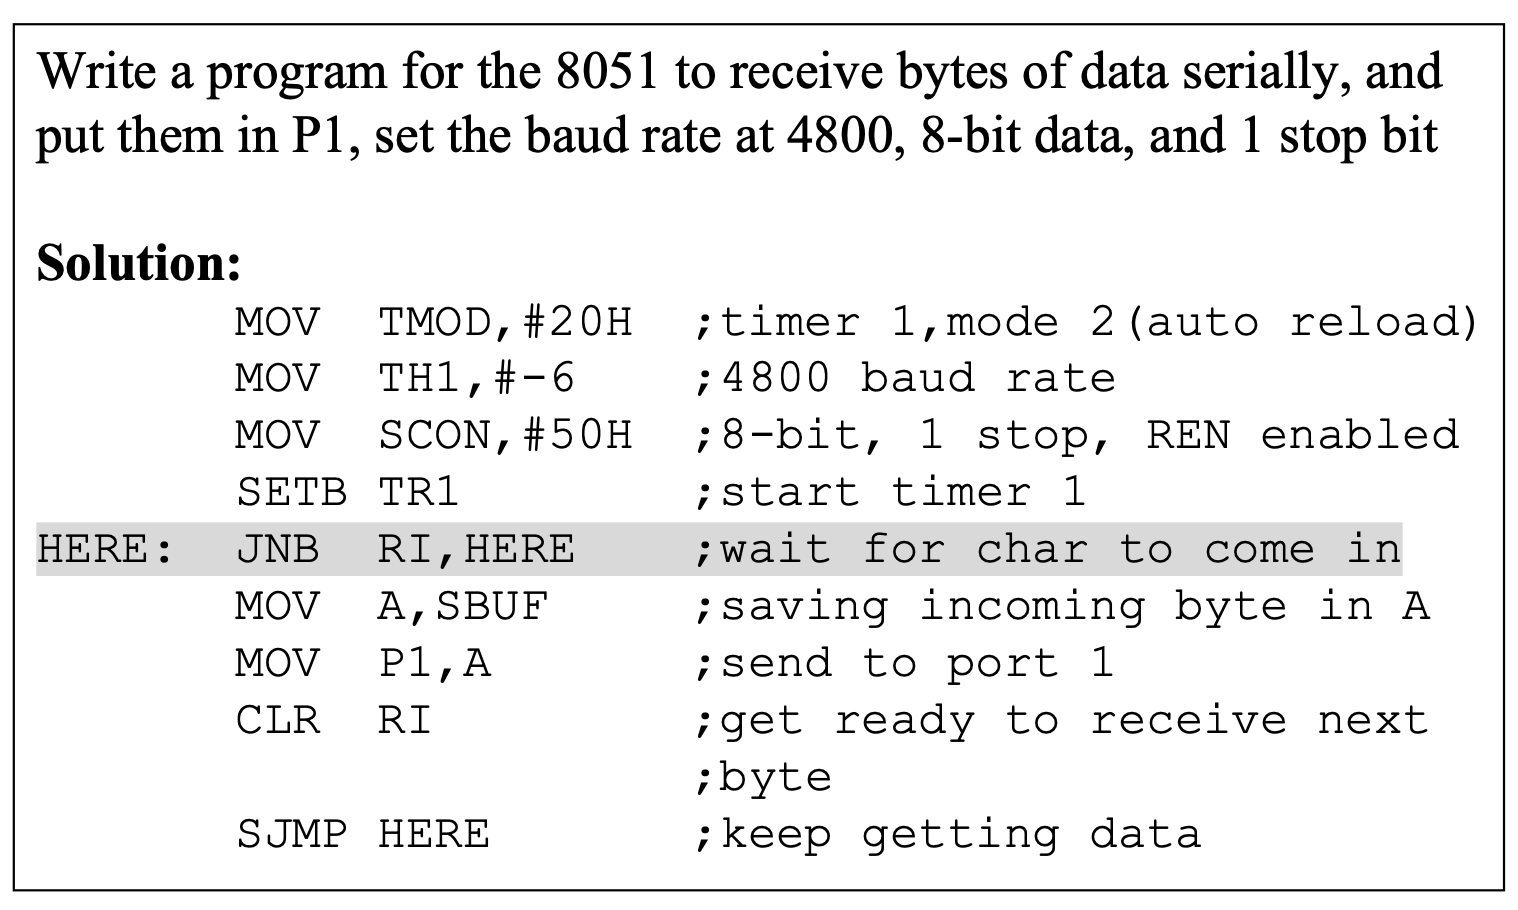 Write a program for the 8051 to receive bytes of data serially, and
put them in P1, set the baud rate at 4800, 8-bit data, and 1 stop bit
Solution:
MOV TMOD,#20H ;timer 1,mode 2(auto reload)
MOV TH1,#-6 ;4800 baud rate
MOV SCON,#50H ;8-bit, 1 stop, REN enabled
SETB TR1 ;start timer 1
HERE: JNB RI,HERE ;wait for char to come in
MOV A,SBUF ;saving incoming byte in A
MOV P1,A ;send to port 1
CLR RI ;get ready to receive next
;byte
SJMP HERE ;keep getting data